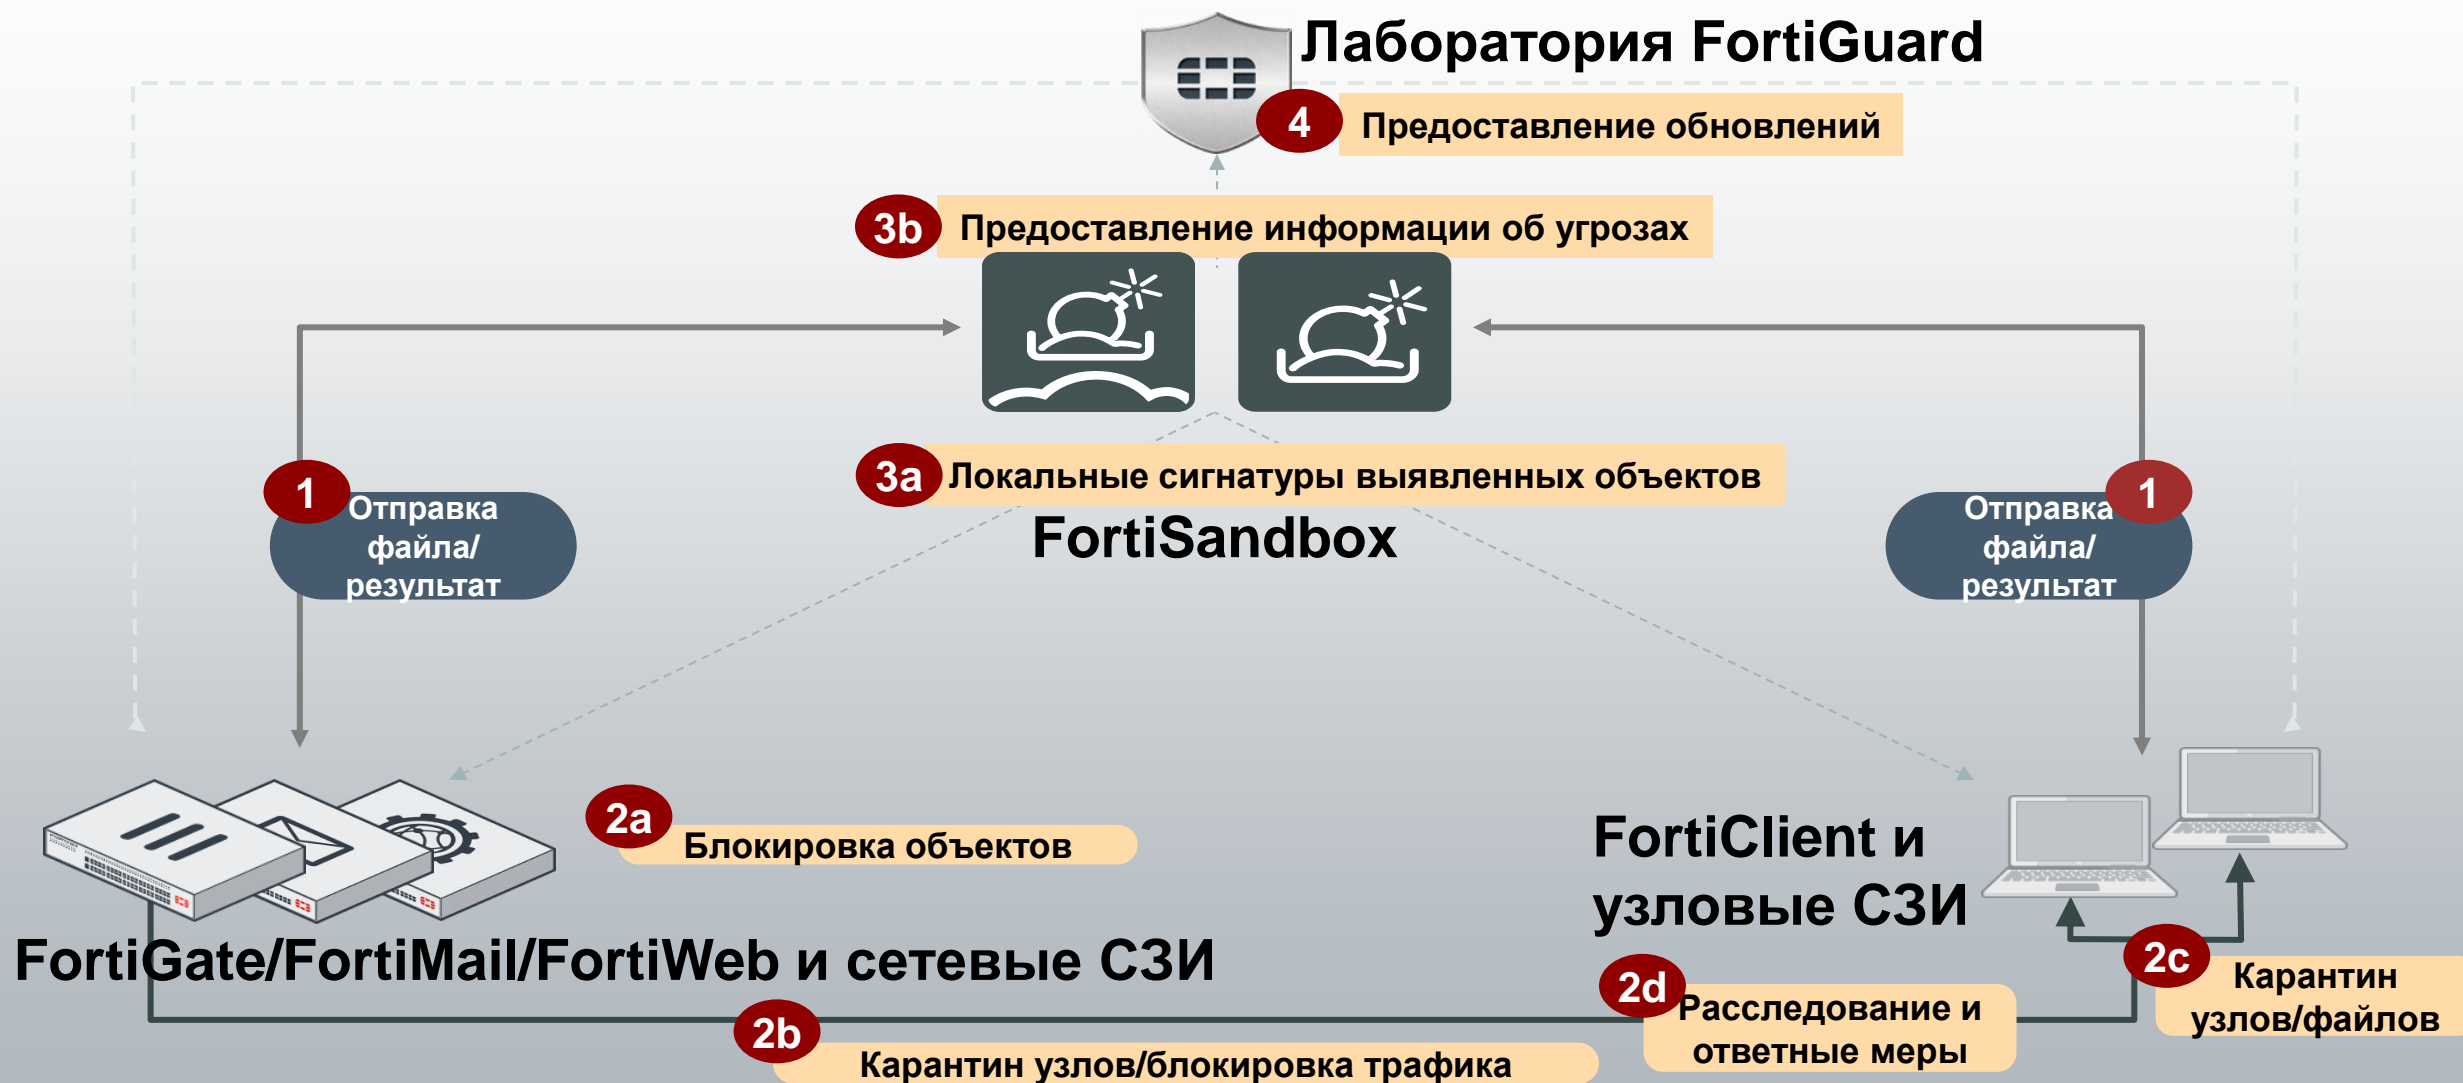 Лаборатория FortiGuard
4
Предоставление обновлений
3b
Предоставление информации об угрозах
3a
Локальные сигнатуры выявленных объектов
FortiSandbox
1
Отправка
файла/
результат
1
Отправка
файла/
результат
2a
Блокировка объектов
FortiGate/FortiMail/FortiWeb и сетевые СЗИ
FortiClient и
узловые СЗИ
2b
Карантин узлов/блокировка трафика
2d
Расследование и
ответные меры
2c
Карантин
узлов/файлов